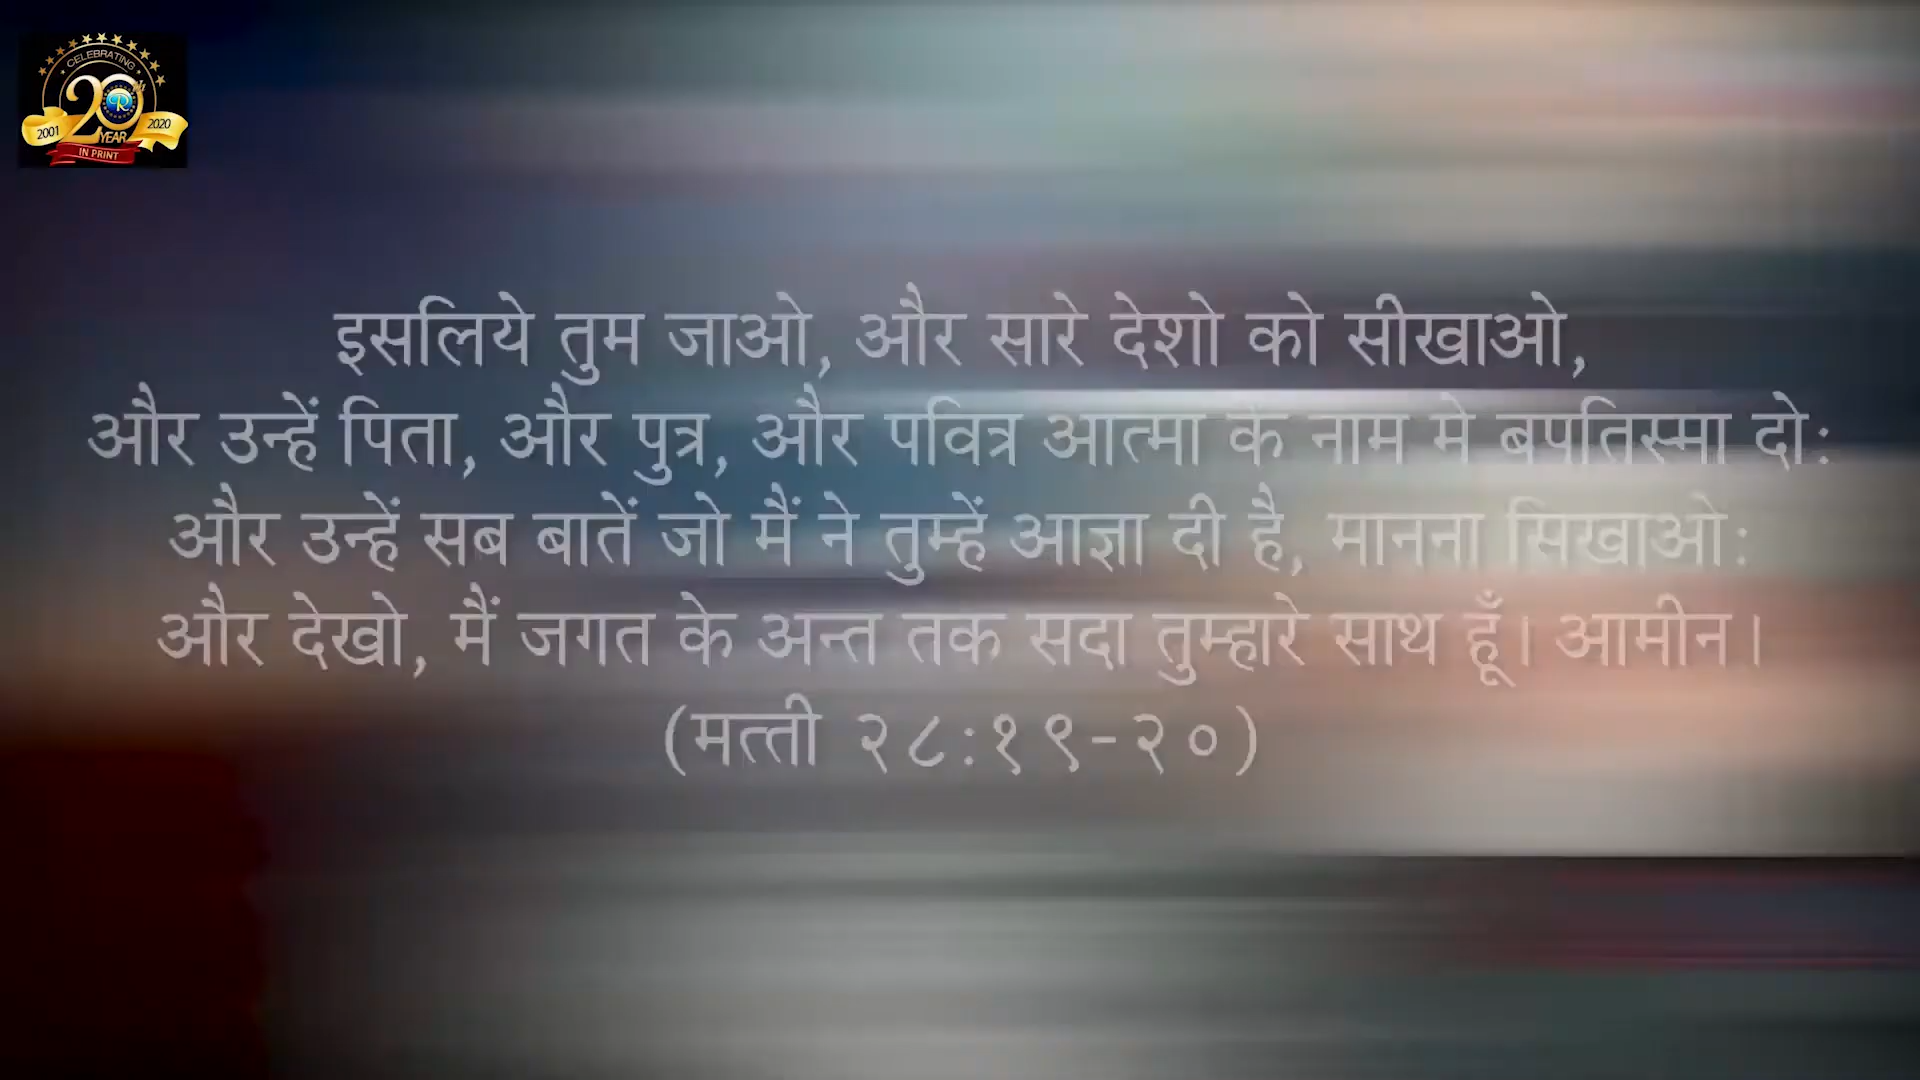 CELEBRATING
20th
R
2001 YEAR 2020
IN PRINT
इसलिये तुम जाओ, और सारे देशो को सीखाओ,
और उन्हें पिता, और पुत्र, और पवित्र आत्मा के नाम मे बपतिस्मा दो:
और उन्हें सब बातें जो मैं ने तुम्हें आज्ञा दी है, मानना सिखाओ:
और देखो, मैं जगत के अन्त तक सदा तुम्हारे साथ हूँ। आमीन।
(मत्ती २८:१९-२०)